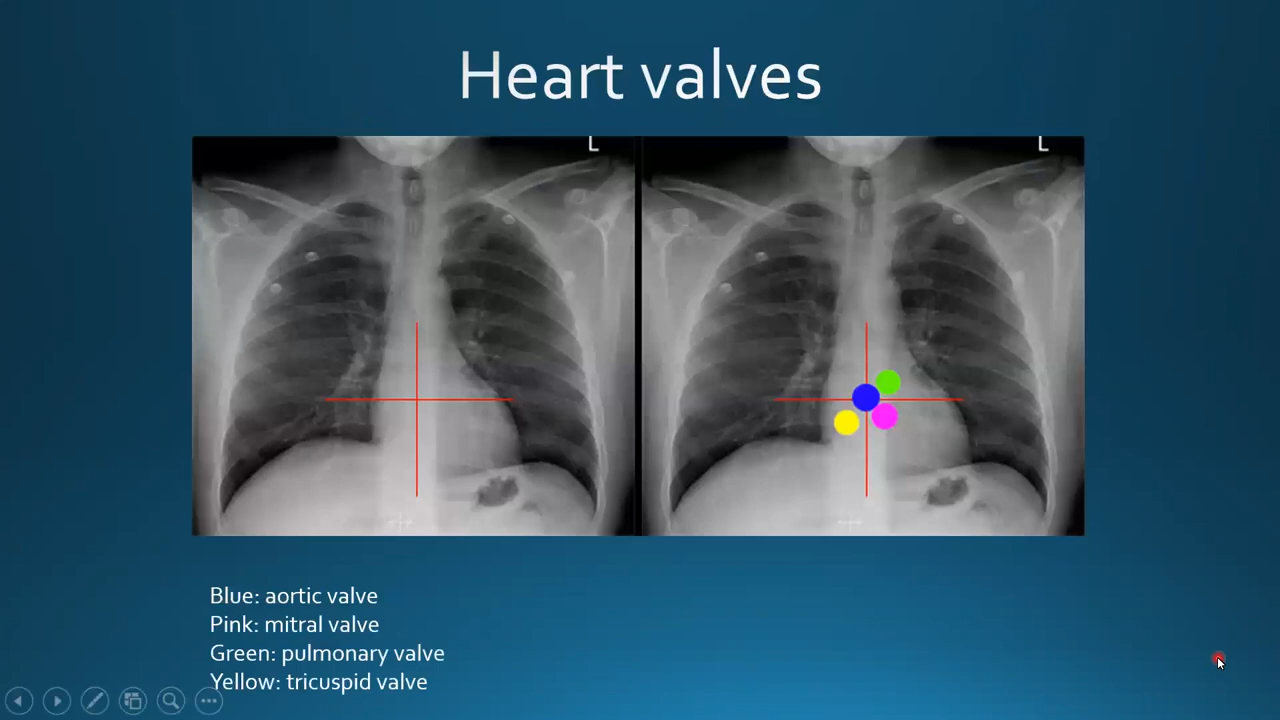 Heart valves
L
L
Blue: aortic valve
Pink: mitral valve
Green: pulmonary valve
Yellow: tricuspid valve